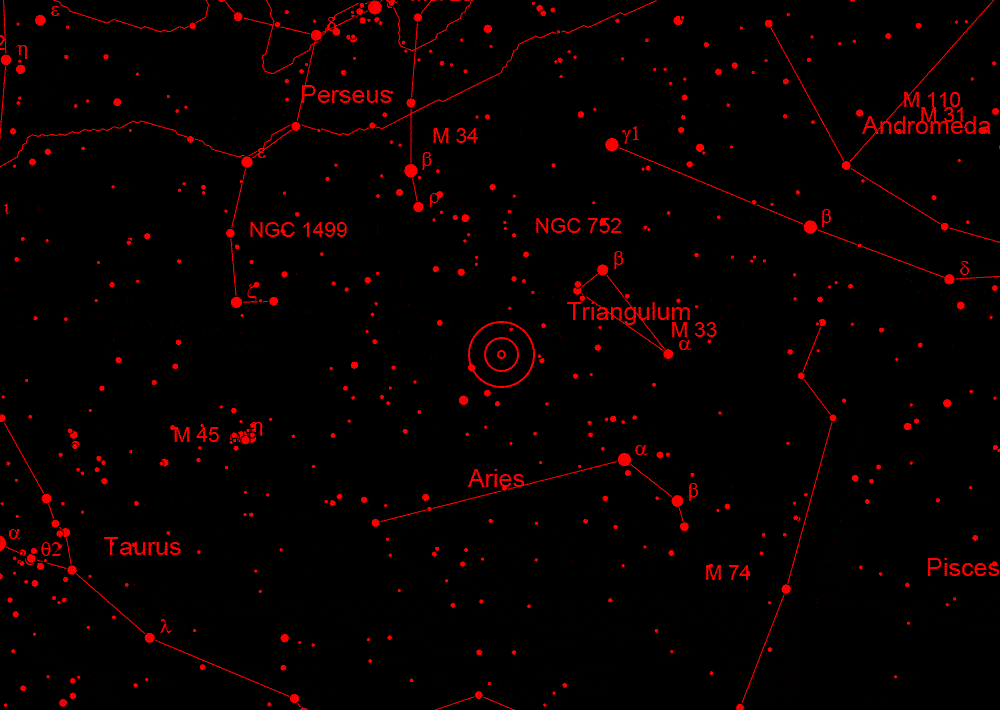 ε
δ
η
Perseus
M 110
M 31
Andromeda
M 34
γ1
ε
β
ρ
β
NGC 1499
NGC 752
β
δ
ζ
Triangulum
M 33
α
M 45
η
α
Aries
β
α
θ2
Taurus
M 74
Pisces
λ